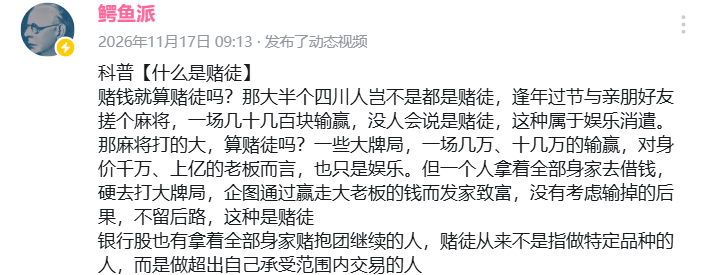 鳄鱼派
2026年11月17日 09:13 · 发布了动态视频
科普【什么是赌徒】
赌钱就算赌徒吗？那大半个四川人岂不是都是赌徒，逢年过节与亲朋好友
搓个麻将，一场几十几百块输赢，没人会说是赌徒，这种属于娱乐消遣。
那麻将打的大，算赌徒吗？一些大牌局，一场几万、十几万的输赢，对身
价千万、上亿的老板而言，也只是娱乐。但一个人拿着全部身家去借钱，
硬去打大牌局，企图通过赢走大老板的钱而发家致富，没有考虑输掉的后
果，不留后路，这种是赌徒
银行股也有拿着全部身家赌抱团继续的人，赌徒从来不是指做特定品种的
人，而是做超出自己承受范围内交易的人